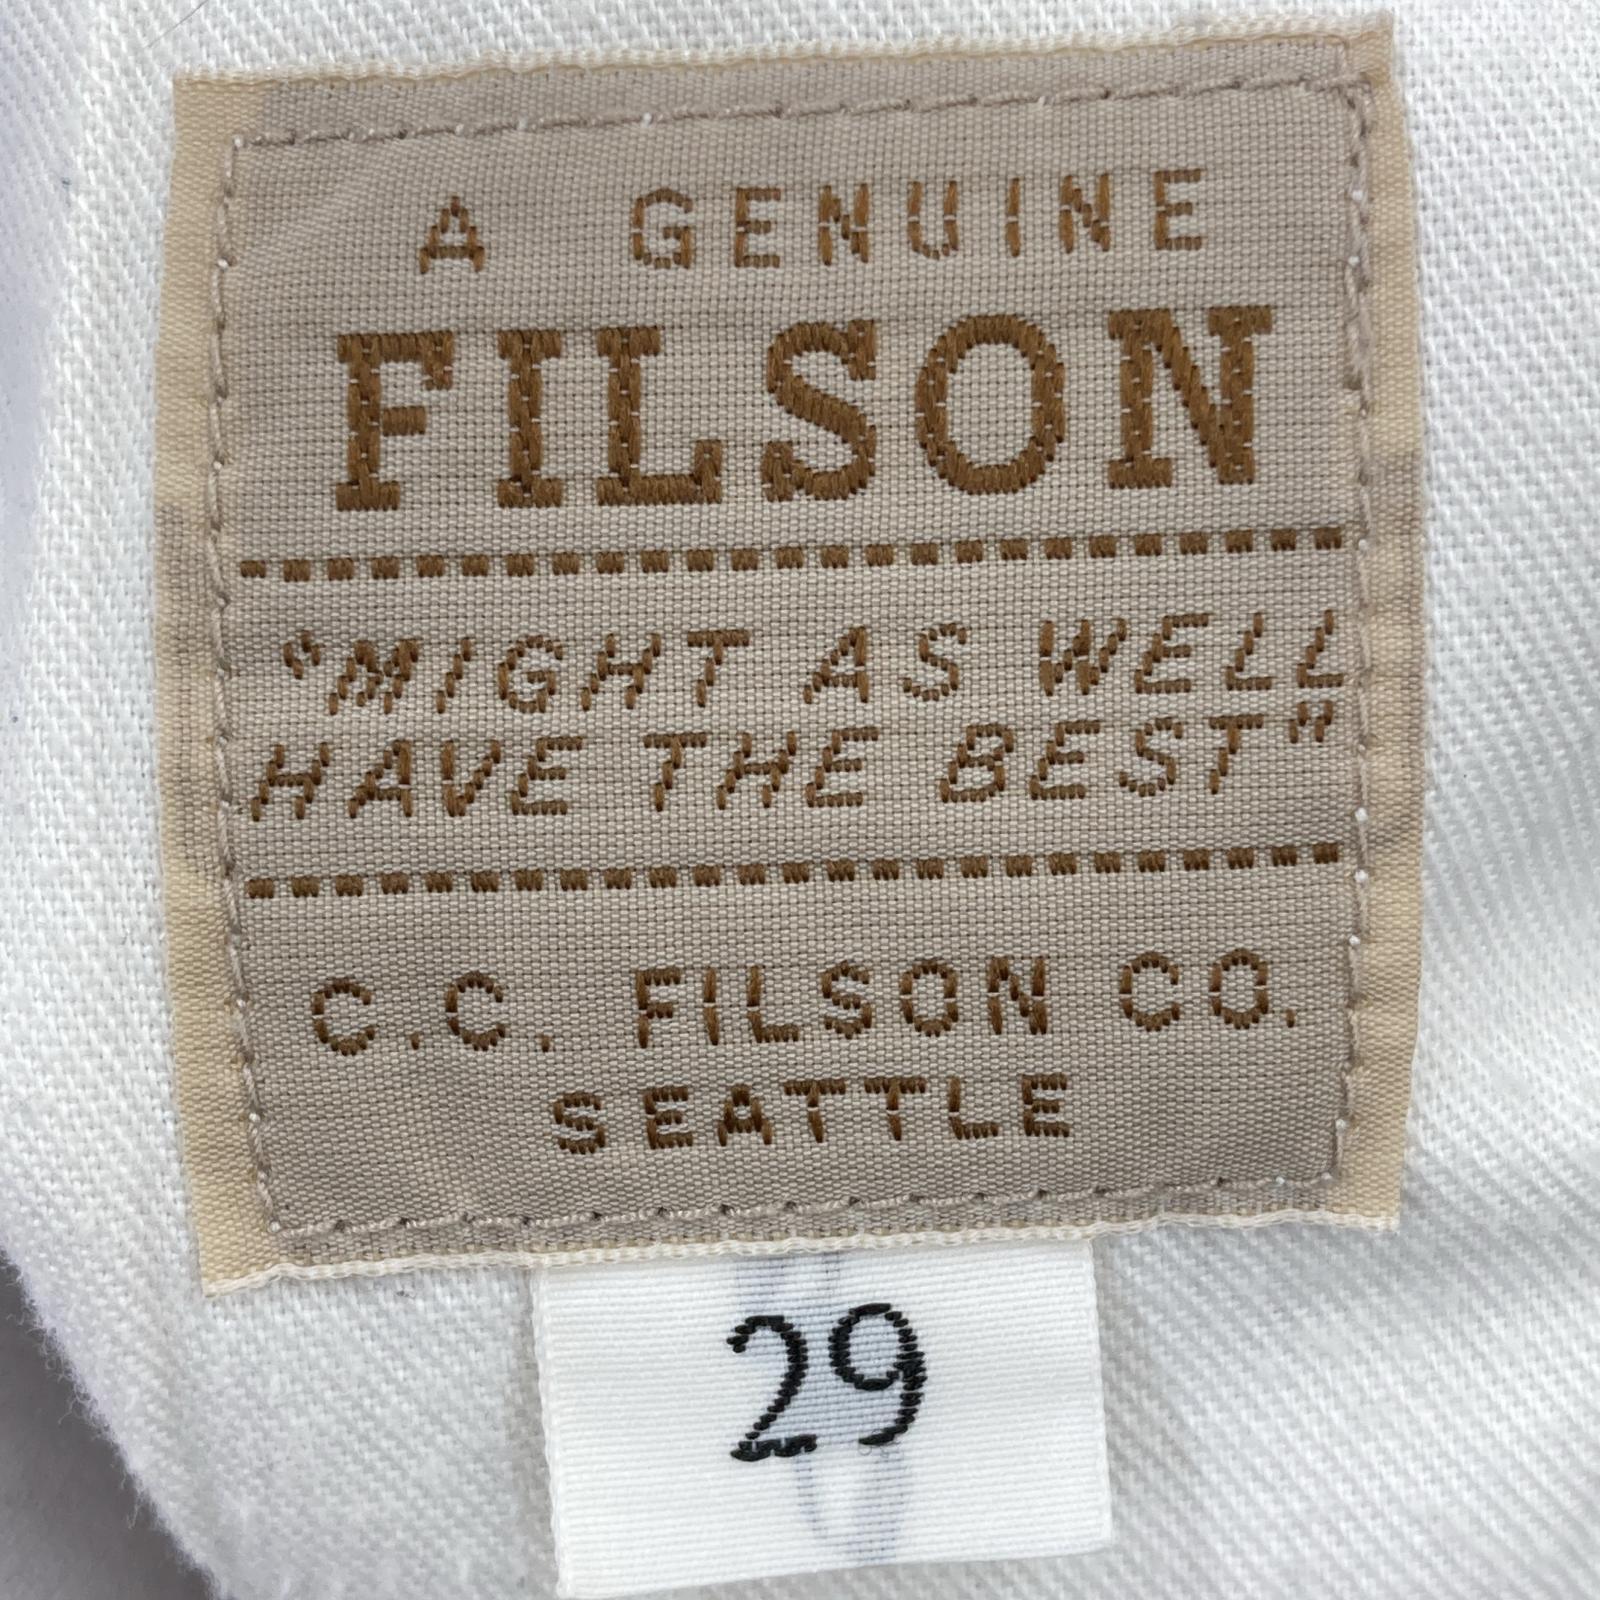 A GENUINE
FILSON
"MIGHT AS WELL
HAVE THE BEST"
C.C. FILSON CO.
SEATTLE
29